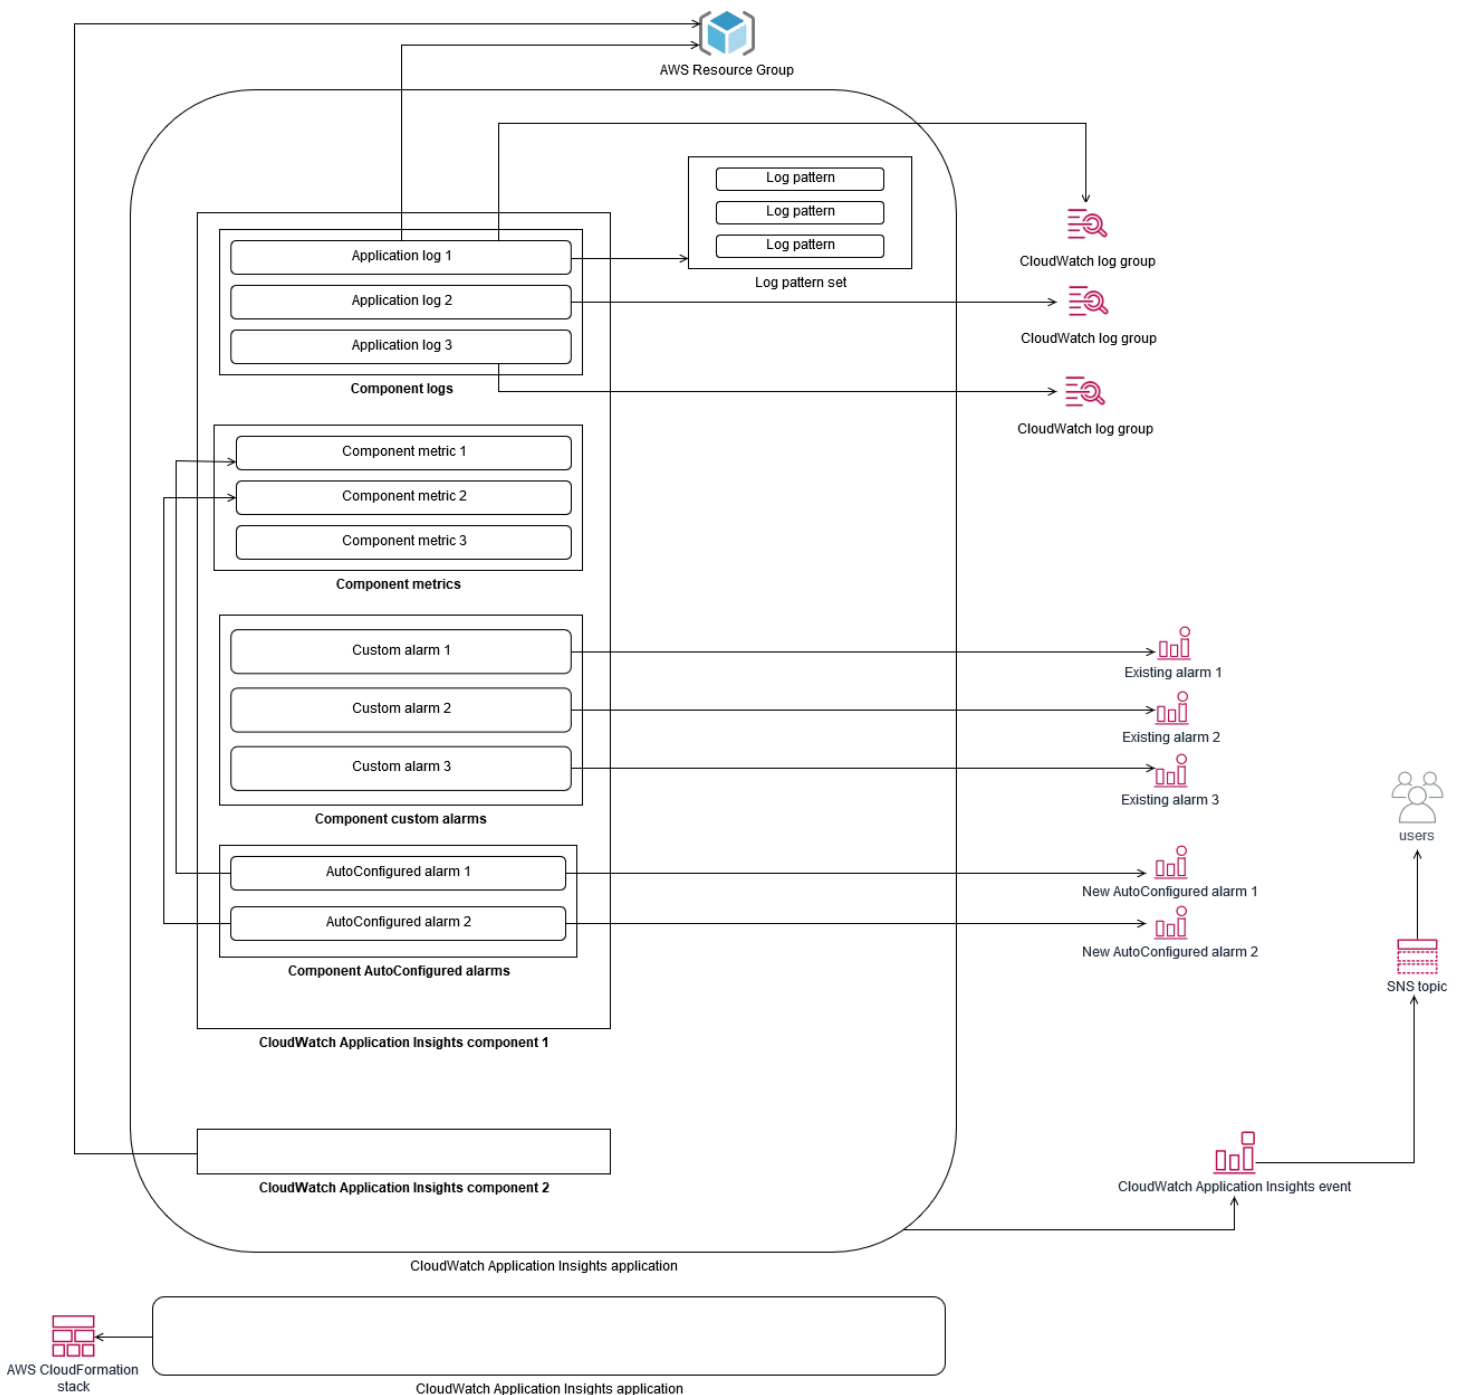 AWS Resource Group
Log pattern
Log pattern
Log pattern
Log pattern set
Application log 1
Application log 2
Application log 3
Component logs
CloudWatch log group
CloudWatch log group
CloudWatch log group
Component metric 1
Component metric 2
Component metric 3
Component metrics
Custom alarm 1
Custom alarm 2
Custom alarm 3
Component custom alarms
Existing alarm 1
Existing alarm 2
Existing alarm 3
users
AutoConfigured alarm 1
AutoConfigured alarm 2
Component AutoConfigured alarms
New AutoConfigured alarm 1
New AutoConfigured alarm 2
SNS topic
CloudWatch Application Insights component 1
CloudWatch Application Insights component 2
CloudWatch Application Insights event
CloudWatch Application Insights application
AWS CloudFormation
stack
CloudWatch Application Insights application